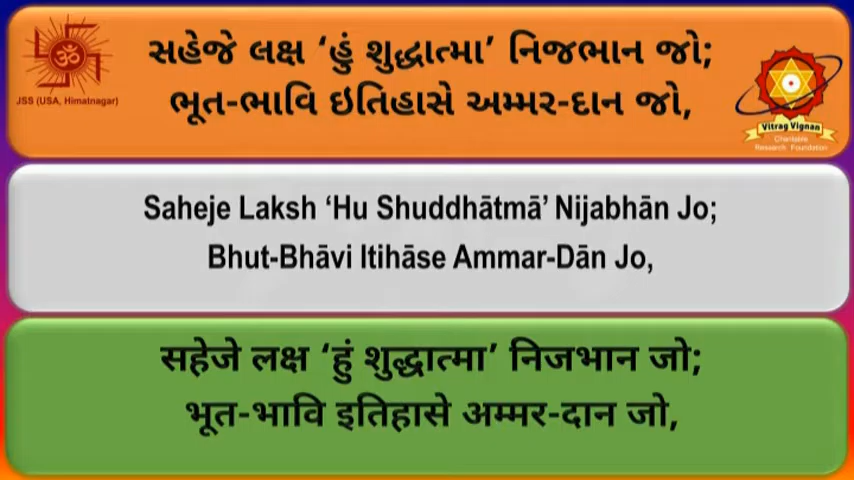 સહેજે લક્ષ ‘હું શુદ્ધાત્મા’ નિજભાન જો;
ભૂત-ભાવિ ઇતિહાસે અમ્મર-દાન જો,
ॐ
JSS (USA, Himatnagar)
Vitrag Vignan
Charitable
Research Foundation
Saheje Laksh ‘Hu Shuddhātmā’ Nijabhān Jo;
Bhut-Bhāvi Itihāse Ammar-Dān Jo,
सहेजे लक्ष ‘हुं शुद्धात्मा’ निजभान जो;
भूत-भावि इतिहासे अम्मर-दान जो,